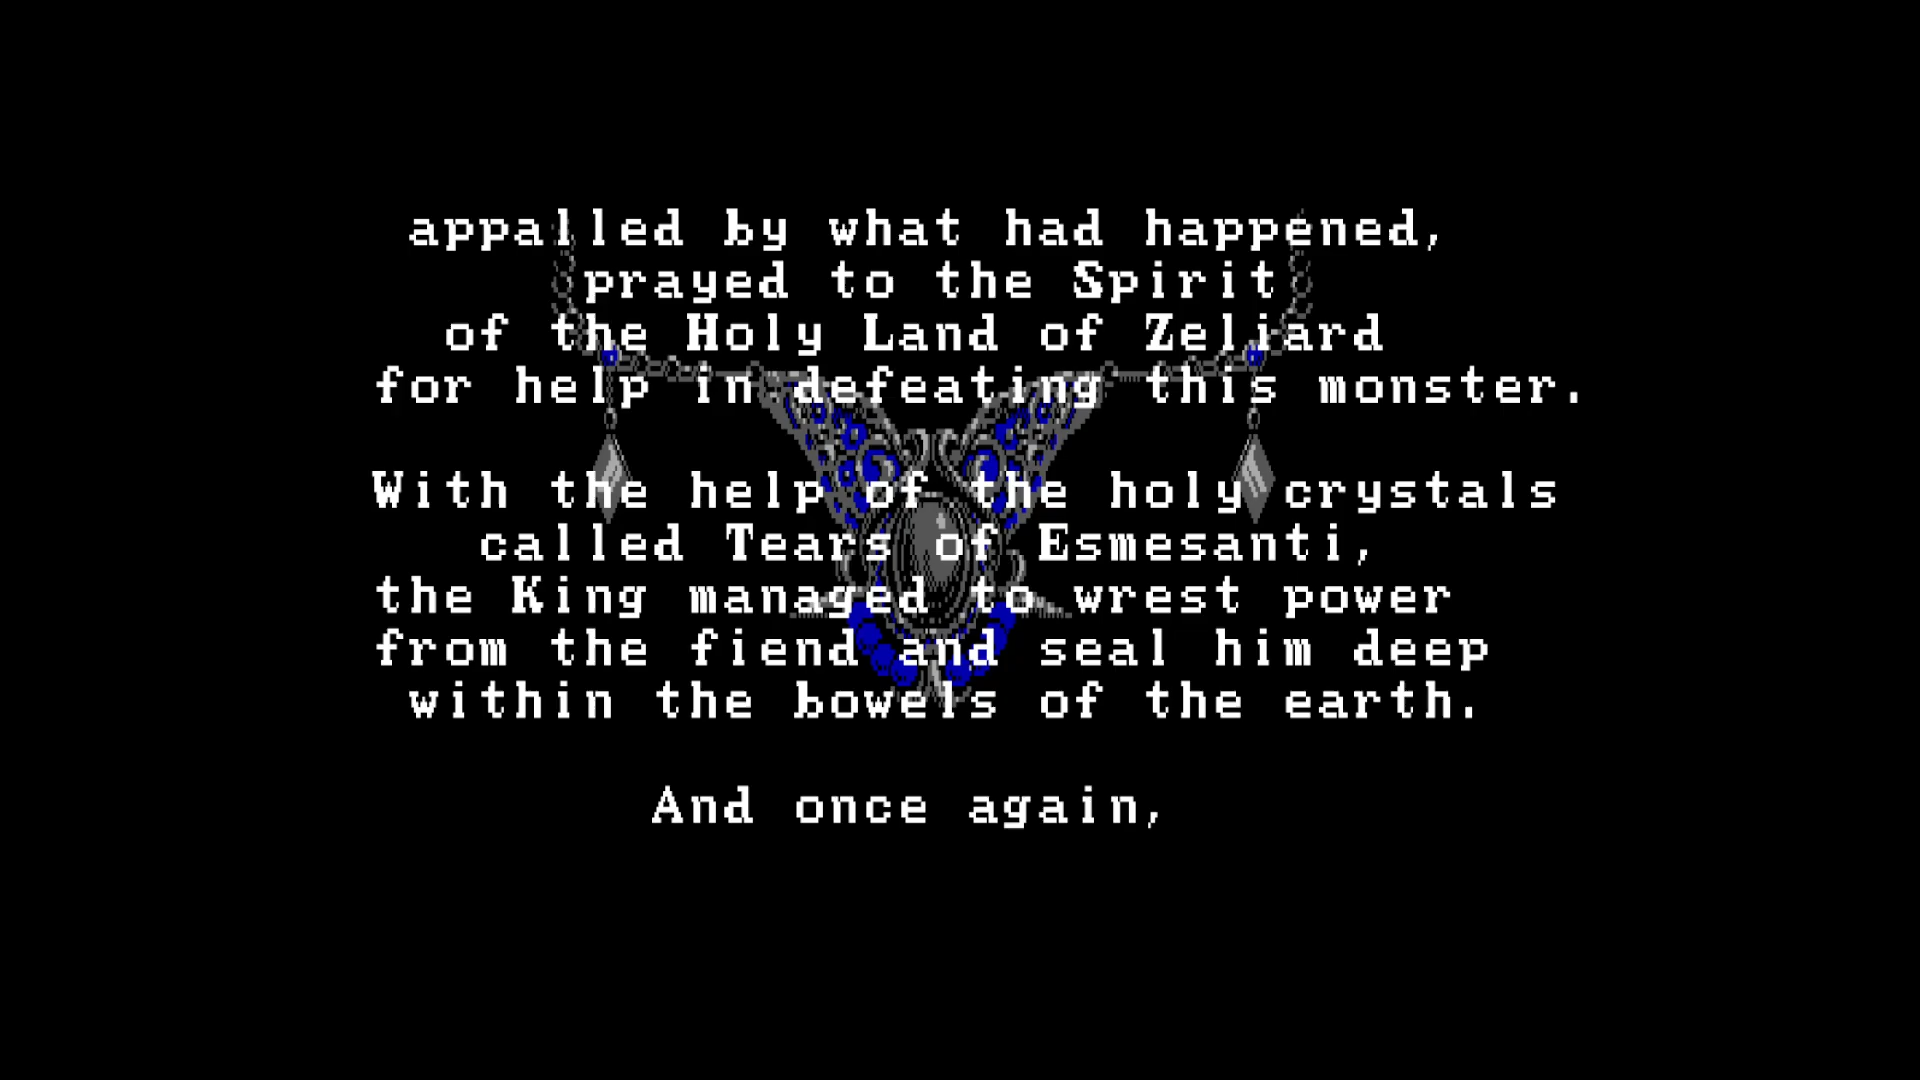 appalled by what had happened,
prayed to the Spirit
of the Holy Land of Zeliard
for help in defeating this monster.
With the help of the holy crystals
called Tears of Esmesanti,
the King managed to wrest power
from the fiend and seal him deep
within the bowels of the earth.
And once again,